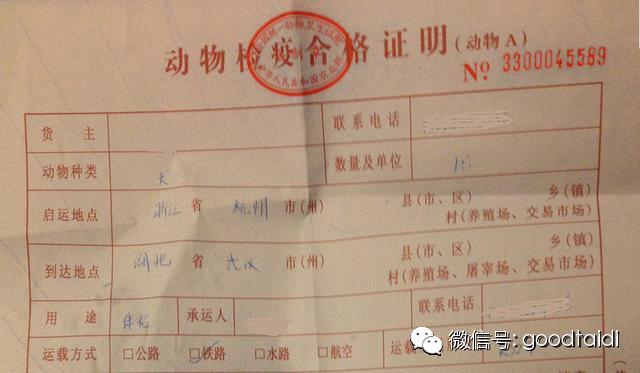 动物检疫合格证明(动物A)
№ 3300045589
货 主 联系电话
动物种类 犬 数量及单位
启运地点 浙江 省 杭州 市(州) 县(市、区) 乡(镇)
村(养殖场、交易市场)
到达地点 湖北 省 武汉 市(州) 县(市、区) 乡(镇)
村(养殖场、屠宰场、交易市场)
用 途 伴侣 承运人 联系电话
运载方式 □公路 □铁路 □水路 □航空 运载
微信号: goodtaidi